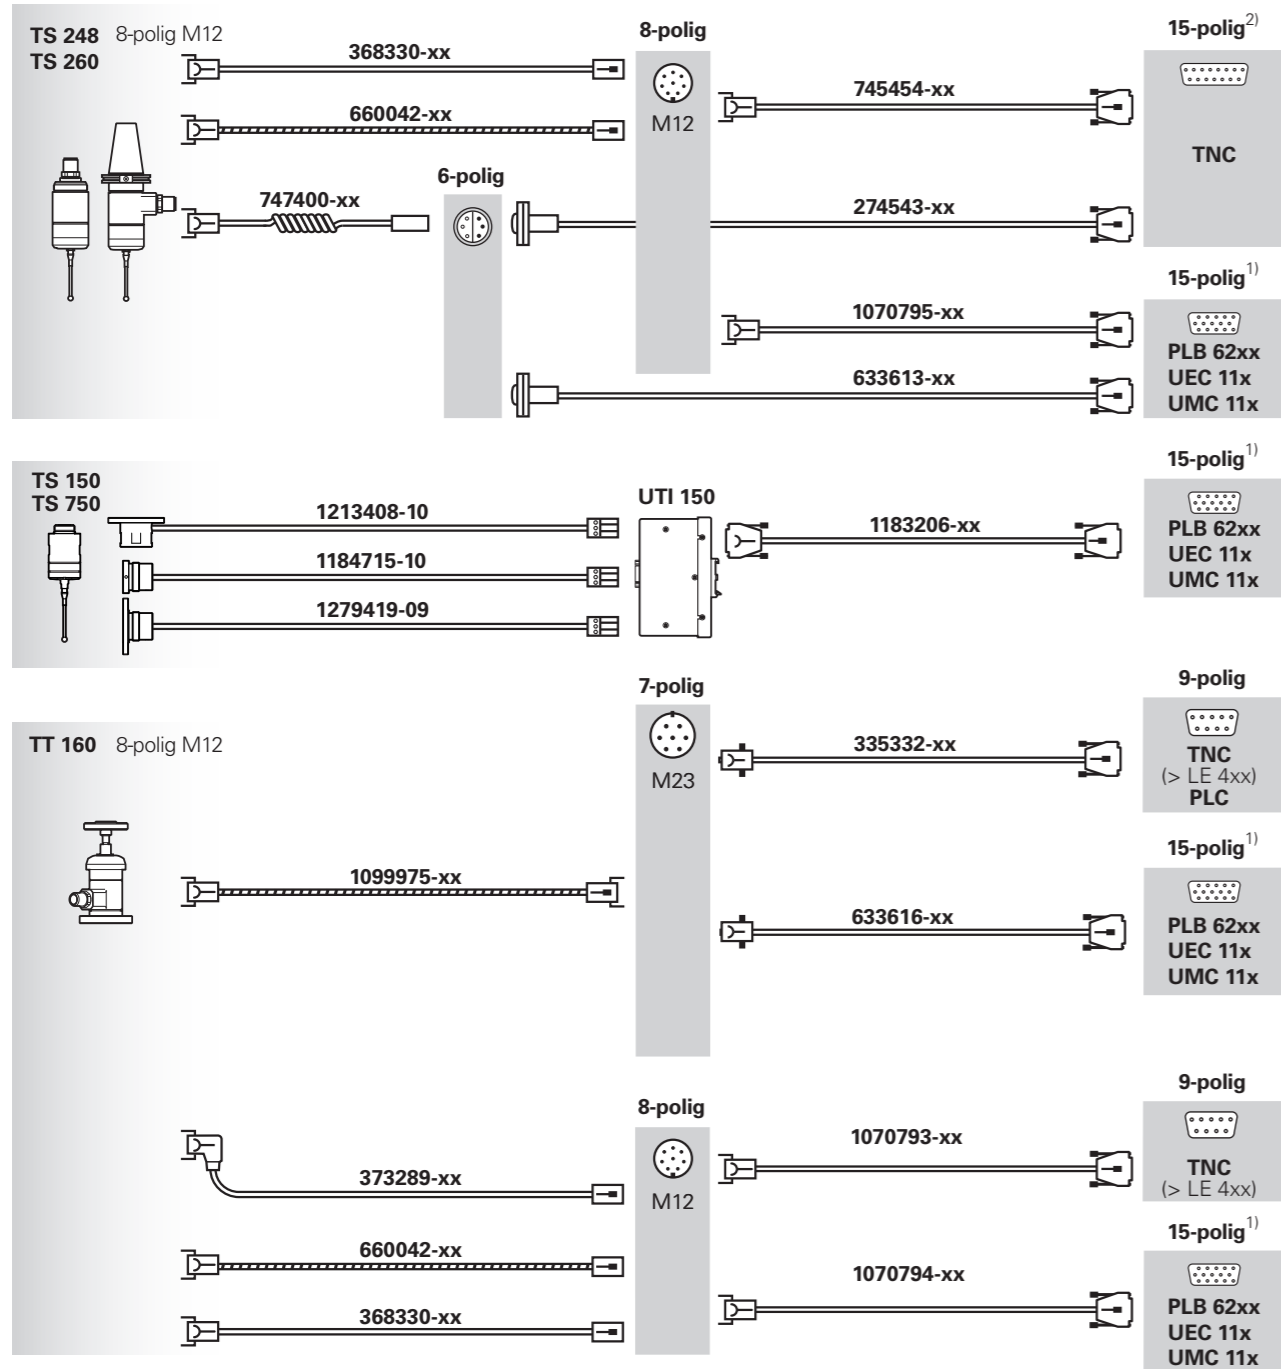 TS 248 8-polig M12
TS 260
368330-xx
660042-xx
747400-xx
6-polig
8-polig
M12
745454-xx
274543-xx
1070795-xx
633613-xx
15-polig2)
TNC
15-polig1)
PLB 62xx
UEC 11x
UMC 11x
TS 150
TS 750
1213408-10
1184715-10
1279419-09
UTI 150
1183206-xx
15-polig1)
PLB 62xx
UEC 11x
UMC 11x
TT 160 8-polig M12
1099975-xx
7-polig
M23
335332-xx
633616-xx
9-polig
TNC
(> LE 4xx)
PLC
15-polig1)
PLB 62xx
UEC 11x
UMC 11x
373289-xx
660042-xx
368330-xx
8-polig
M12
1070793-xx
1070794-xx
9-polig
TNC
(> LE 4xx)
15-polig1)
PLB 62xx
UEC 11x
UMC 11x